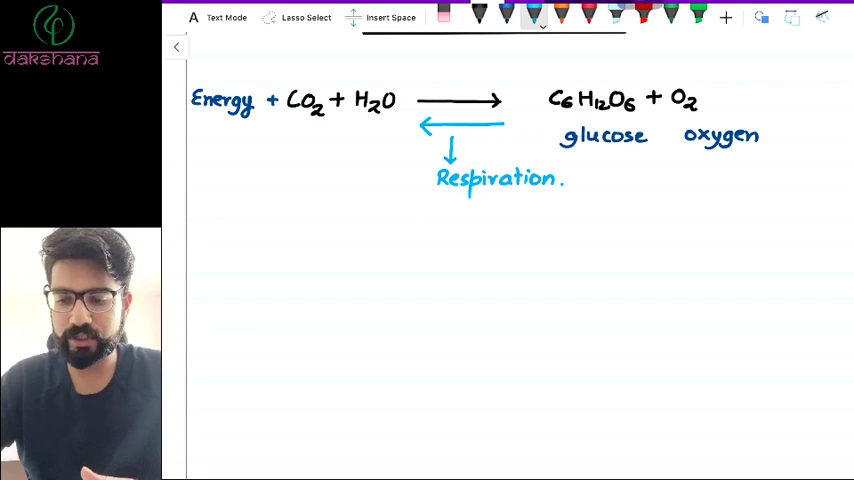 dakshana
A Text Mode
Lasso Select
Insert Space
Energy + CO2 + H2O → C6H12O6 + O2
glucose oxygen
Respiration.